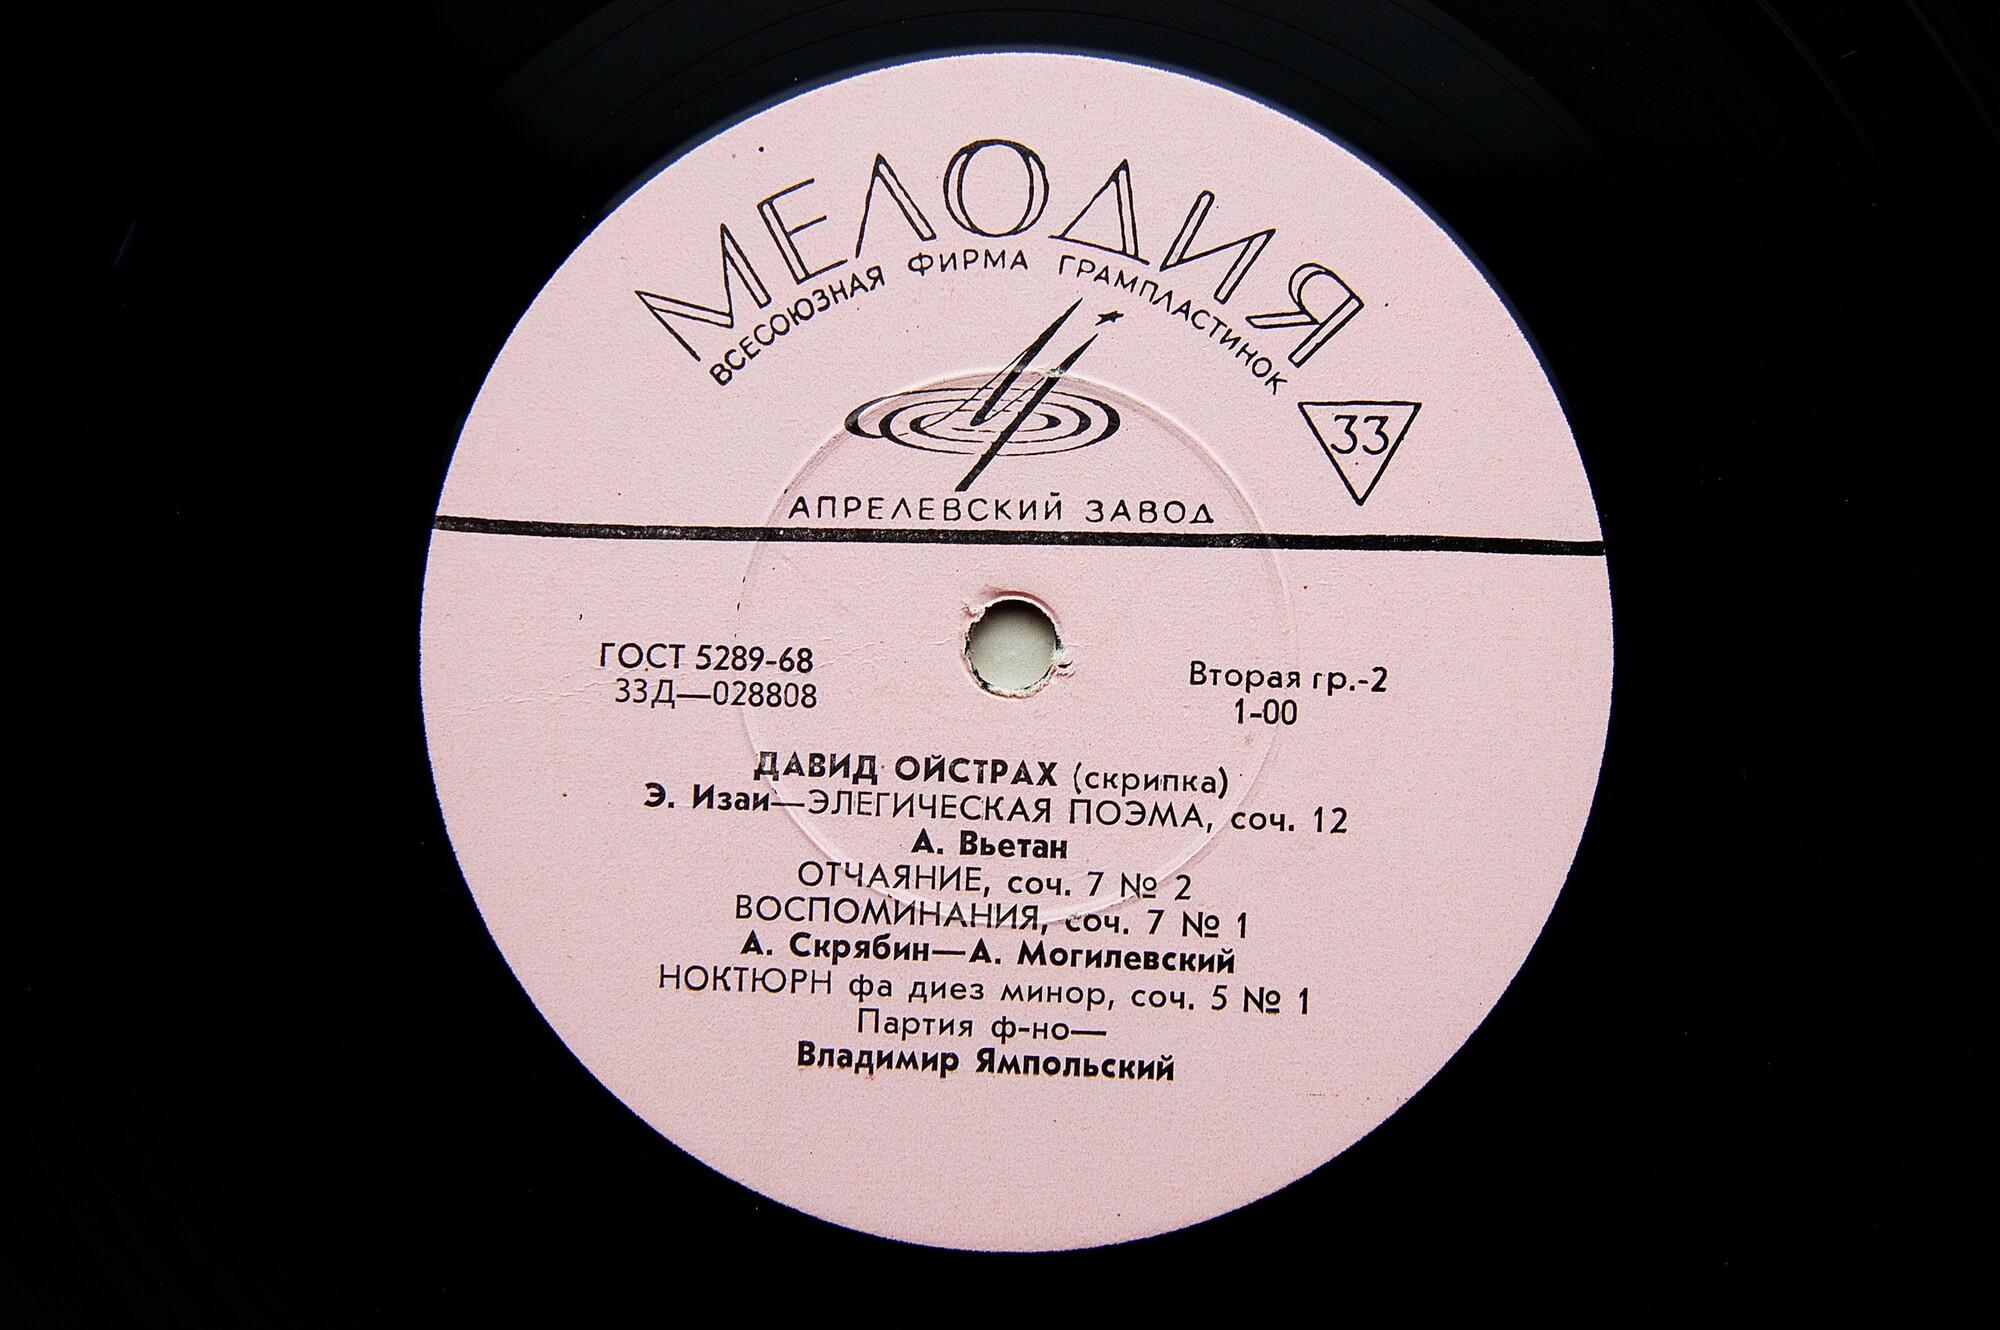 МЕЛОДИЯ
ВСЕСОЮЗНАЯ ФИРМА ГРАМПЛАСТИНОК
33
АПРЕЛЕВСКИЙ ЗАВОД
ГОСТ 5289-68
33Д—028808
Вторая гр.-2
1-00
ДАВИД ОЙСТРАХ (скрипка)
Э. Изаи—ЭЛЕГИЧЕСКАЯ ПОЭМА, соч. 12
А. Вьетан
ОТЧАЯНИЕ, соч. 7 № 2
ВОСПОМИНАНИЯ, соч. 7 № 1
А. Скрябин—А. Могилевский
НОКТЮРН фа диез минор, соч. 5 № 1
Партия ф-но—
Владимир Ямпольский